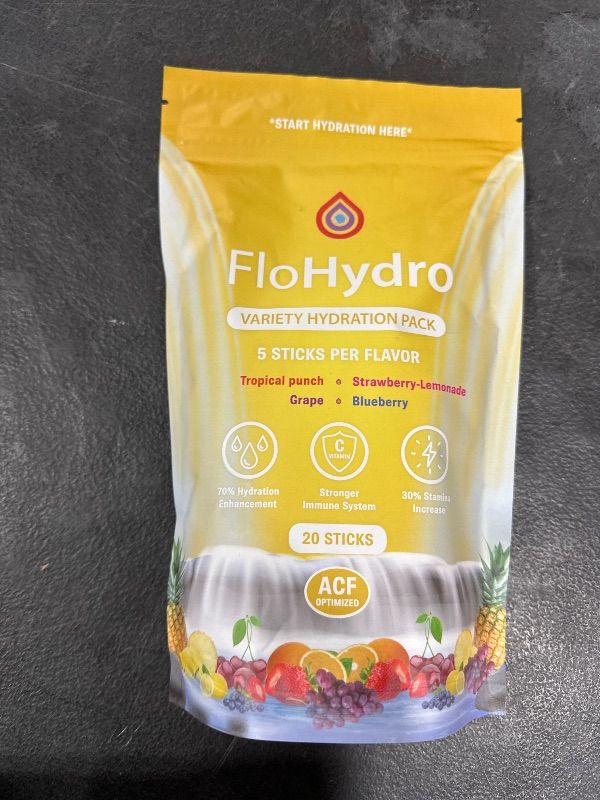 *START HYDRATION HERE*
FloHydro
VARIETY HYDRATION PACK
5 STICKS PER FLAVOR
Tropical punch Strawberry-Lemonade
Grape Blueberry
C
VITAMIN
70% Hydration
Enhancement
Stronger
Immune System
30% Stamina
Increase
20 STICKS
ACF
OPTIMIZED